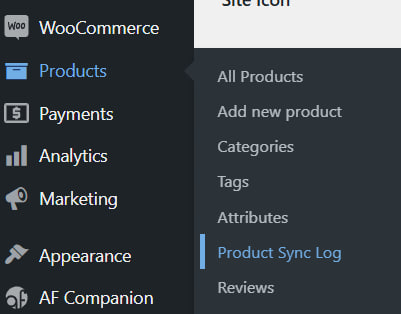 Site Icon
Woo
WooCommerce
Products
Payments
Analytics
Marketing
Appearance
AF Companion
All Products
Add new product
Categories
Tags
Attributes
Product Sync Log
Reviews